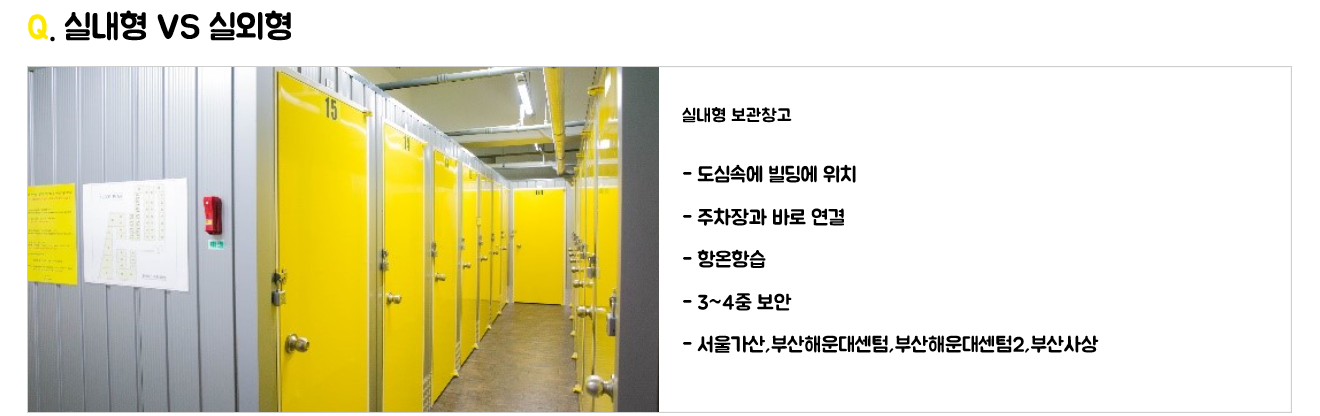 Q. 실내형 VS 실외형
15
14
실내형 보관창고
- 도심속에 빌딩에 위치
- 주차장과 바로 연결
- 항온항습
- 3~4중 보안
- 서울가산,부산해운대센텀,부산해운대센텀2,부산사상